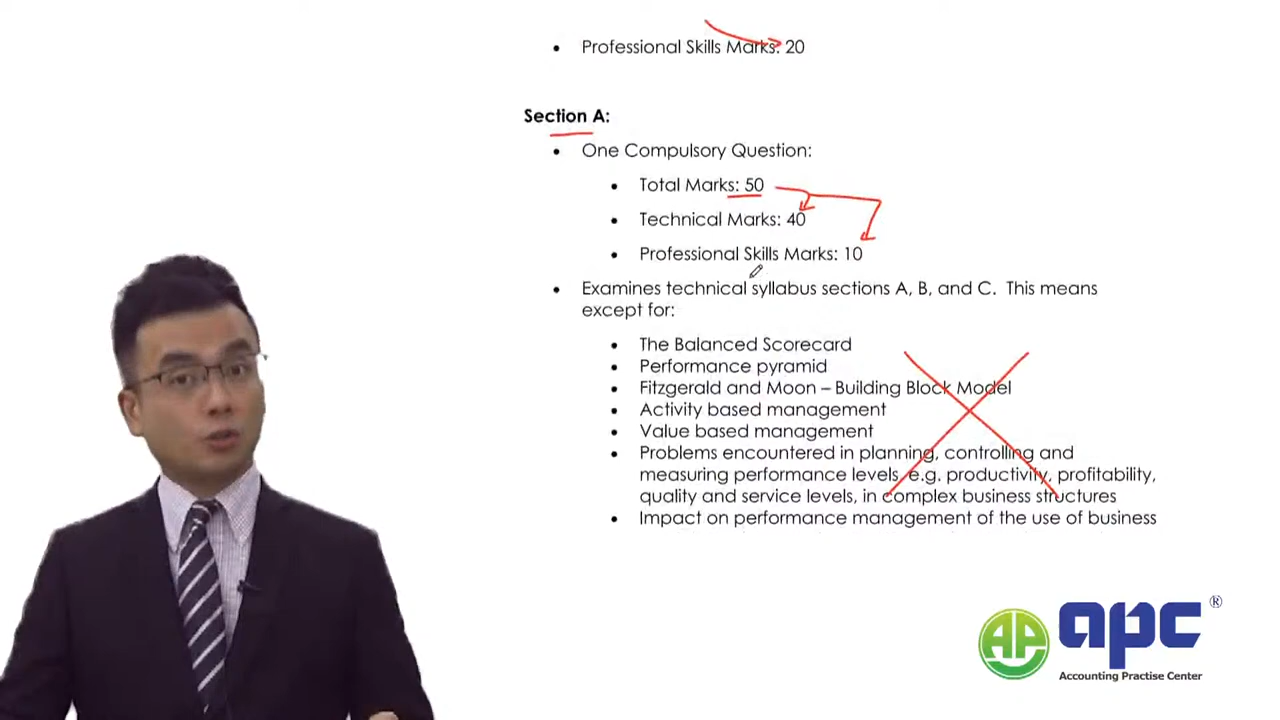 • Professional Skills Marks: 20
Section A:
• One Compulsory Question:
• Total Marks: 50
• Technical Marks: 40
• Professional Skills Marks: 10
• Examines technical syllabus sections A, B, and C. This means
except for:
• The Balanced Scorecard
• Performance pyramid
• Fitzgerald and Moon – Building Block Model
• Activity based management
• Value based management
• Problems encountered in planning, controlling and
measuring performance levels, e.g. productivity, profitability,
quality and service levels, in complex business structures
• Impact on performance management of the use of business
AP apc ®
Accounting Practise Center